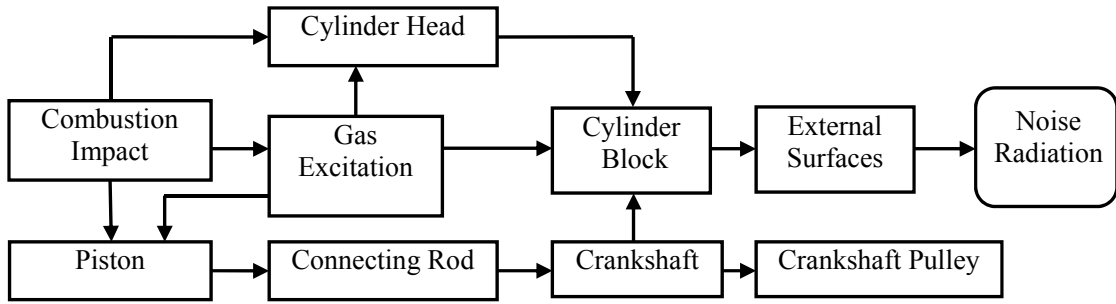 Cylinder Head
Combustion
Impact
Gas
Excitation
Cylinder
Block
External
Surfaces
Noise
Radiation
Piston
Connecting Rod
Crankshaft
Crankshaft Pulley